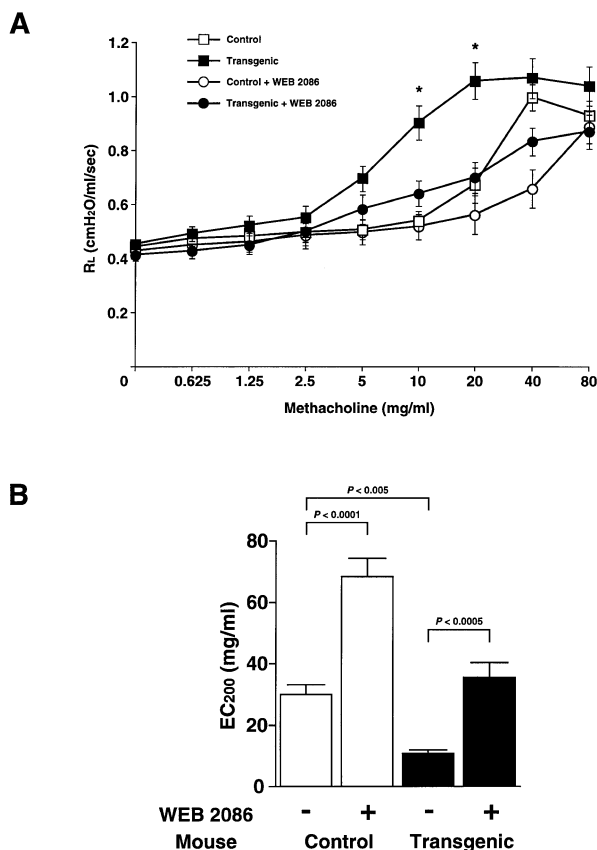 A
1.2
1.0
0.8
0.6
0.4
0.2
0
RL (cmH2O/ml/sec)
Control
Transgenic
Control + WEB 2086
Transgenic + WEB 2086
*
*
0.625 1.25 2.5 5 10 20 40 80
Methacholine (mg/ml)
B
P < 0.005
P < 0.0001
P < 0.0005
80
60
40
20
0
EC200 (mg/ml)
WEB 2086 - + - +
Mouse Control Transgenic